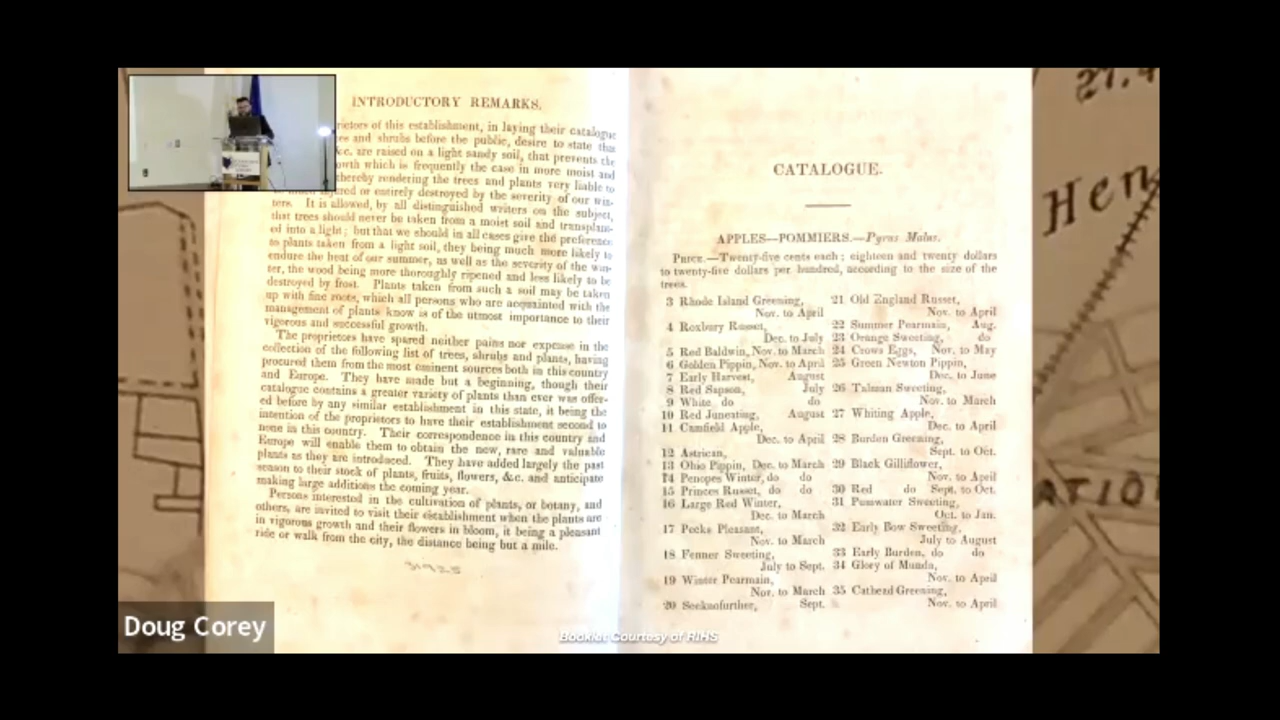 INTRODUCTORY REMARKS.
rietors of this establishment, in laying their catalogue
ees and shrubs before the public, desire to state that
&c. are raised on a light sandy soil, that prevents the
owth which is frequently the case in more moist and
thereby rendering the trees and plants very liable to
injured or entirely destroyed by the severity of our win-
ters. It is allowed, by all distinguished writers on the subject,
that trees should never be taken from a moist soil and transplant-
ed into a light; but that we should in all cases give the preference
to plants taken from a light soil, they being much more likely to
endure the heat of our summer, as well as the severity of the win-
ter, the wood being more thoroughly ripened and less likely to be
destroyed by frost. Plants taken from such a soil may be taken
up with fine roots, which all persons who are acquainted with the
management of plants know is of the utmost importance to their
vigorous and successful growth.
The proprietors have spared neither pains nor expense in the
collection of the following list of trees, shrubs and plants, having
procured them from the most eminent sources both in this country
and Europe. They have made but a beginning, though their
catalogue contains a greater variety of plants than ever was offer-
ed before by any similar establishment in this state, it being the
intention of the proprietors to have their establishment second to
none in this country. Their correspondence in this country and
Europe will enable them to obtain the new, rare and valuable
plants as they are introduced. They have added largely the past
season to their stock of plants, fruits, flowers, &c. and anticipate
making large additions the coming year.
Persons interested in the cultivation of plants, or botany, and
others, are invited to visit their establishment when the plants are
in vigorous growth and their flowers in bloom, it being a pleasant
ride or walk from the city, the distance being but a mile.
31925
CATALOGUE.
APPLES—POMMIERS.—Pyrus Malus.
PRICE.—Twenty-five cents each; eighteen and twenty dollars
to twenty-five dollars per hundred, according to the size of the
trees.
3 Rhode Island Greening,
Nov. to April
4 Roxbury Russet,
Dec. to July
5 Red Baldwin, Nov. to March
6 Golden Pippin, Nov. to April
7 Early Harvest, August
8 Red Sapson, July
9 White do do
10 Red Juneating, August
11 Camfield Apple,
Dec. to April
12 Astrican,
13 Ohio Pippin, Dec. to March
14 Penopes Winter, do do
15 Princes Russet, do do
16 Large Red Winter,
Dec. to March
17 Pecks Pleasant,
Nov. to March
18 Fenner Sweeting,
July to Sept.
19 Winter Pearmain,
Nov. to March
20 Seeknofurther, Sept.
21 Old England Russet,
Nov. to April
22 Summer Pearmain, Aug.
23 Orange Sweeting, do
24 Crows Eggs, Nov. to May
25 Green Newton Pippin,
Dec. to June
26 Talman Sweeting,
Nov. to March
27 Whiting Apple,
Dec. to April
28 Burden Greening,
Sept. to Oct.
29 Black Gilliflower,
Nov. to April
30 Red do Sept. to Oct.
31 Pumwater Sweeting,
Oct. to Jan.
32 Early Bow Sweeting,
July to August
33 Early Burden, do do
34 Glory of Munda,
Nov. to April
35 Cathead Greening,
Nov. to April
27.4
Hen
ATIO
Doug Corey
Booklet Courtesy of RIHS